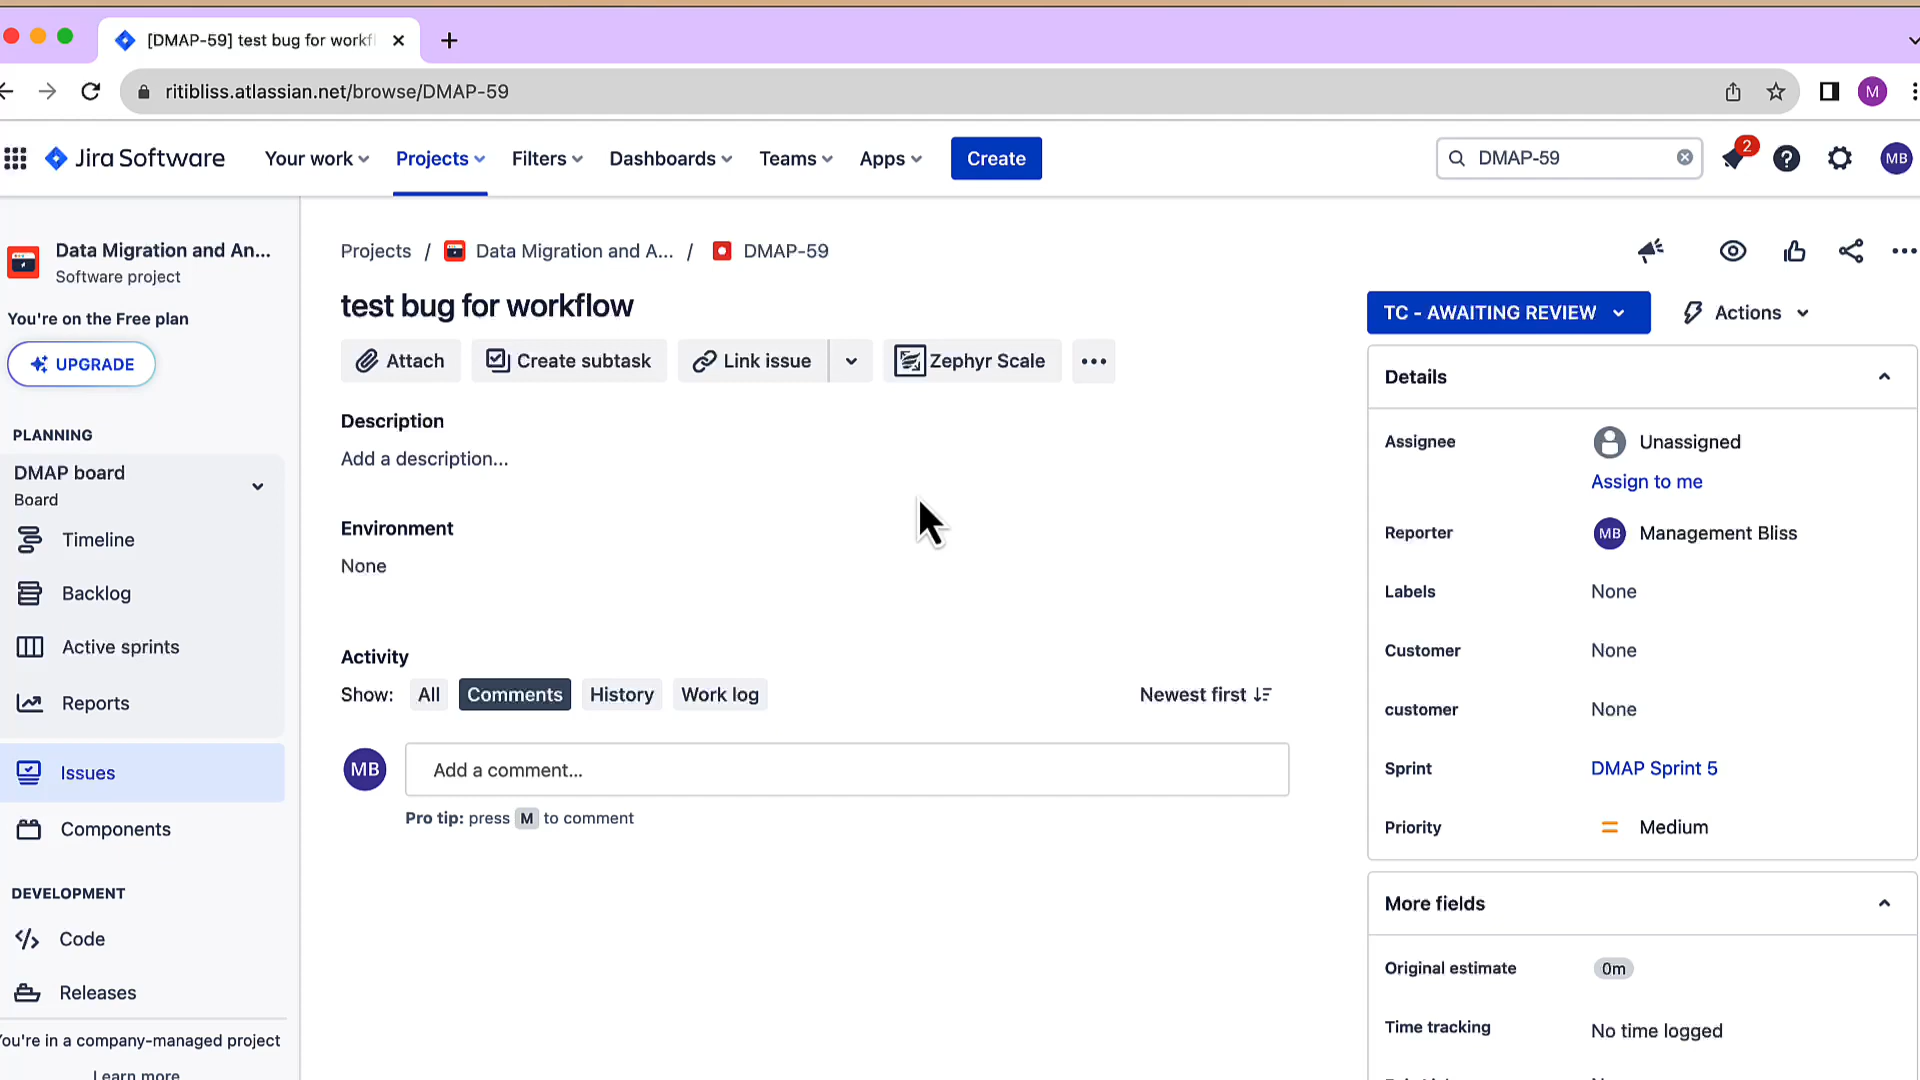 [DMAP-59] test bug for workfl
ritibliss.atlassian.net/browse/DMAP-59
M
Jira Software
Your work
Projects
Filters
Dashboards
Teams
Apps
Create
DMAP-59
2
MB
Data Migration and An...
Software project
You're on the Free plan
UPGRADE
PLANNING
DMAP board
Board
Timeline
Backlog
Active sprints
Reports
Issues
Components
DEVELOPMENT
Code
Releases
You're in a company-managed project
Learn more
Projects / Data Migration and A... / DMAP-59
test bug for workflow
Attach
Create subtask
Link issue
Zephyr Scale
Description
Add a description...
Environment
None
Activity
Show:
All
Comments
History
Work log
Newest first
MB
Add a comment...
Pro tip: press M to comment
TC - AWAITING REVIEW
Actions
Details
Assignee
Unassigned
Assign to me
Reporter
MB
Management Bliss
Labels
None
Customer
None
customer
None
Sprint
DMAP Sprint 5
Priority
Medium
More fields
Original estimate
0m
Time tracking
No time logged